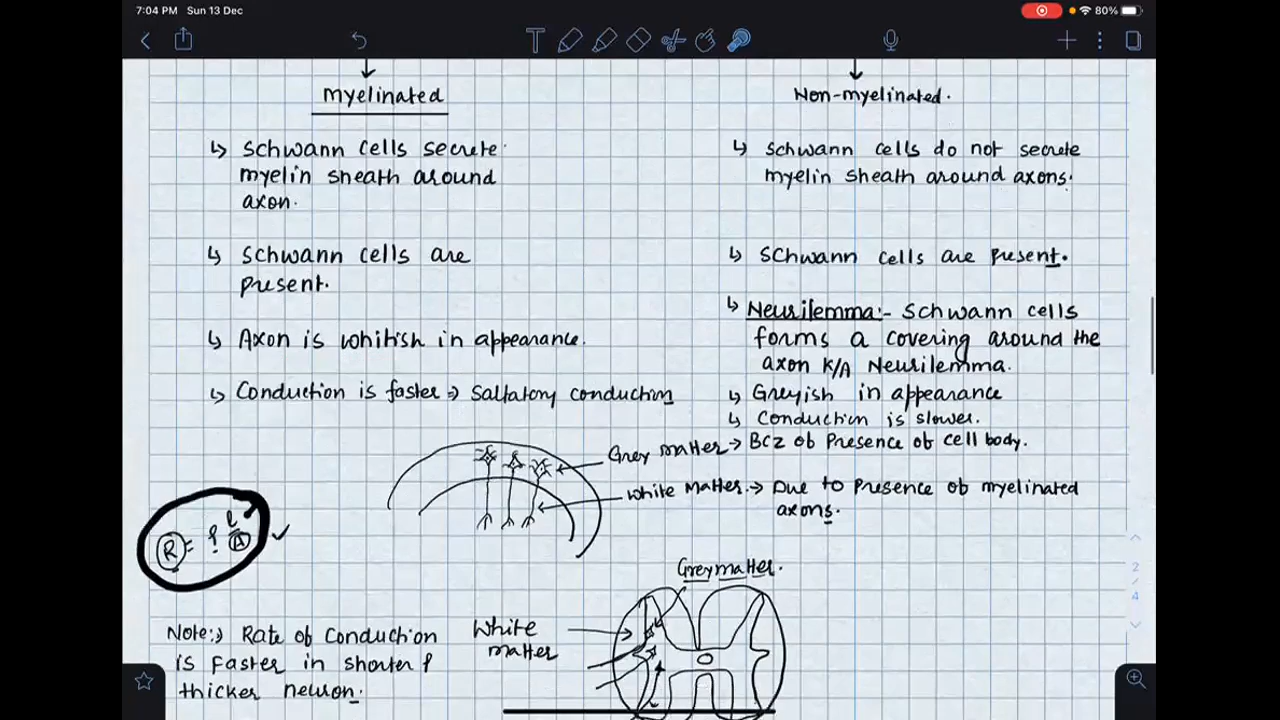 7:04 PM Sun 13 Dec
80%
Myelinated
Schwann cells secrete
myelin sheath around
axon.
Schwann cells are
present.
Axon is whitish in appearance.
Conduction is faster => Saltatory conduction
Non-myelinated.
Schwann cells do not secrete
myelin sheath around axons.
Schwann cells are present.
Neurilemma:- Schwann cells
forms a covering around the
axon K/A Neurilemma.
Greyish in appearance
Conduction is slower.
Grey matter → Bcz of Presence of cell body.
White Matter. → Due to Presence of myelinated
axons.
R = ρ l/A
Grey matter.
White
matter
Note:⇒ Rate of Conduction
is Faster in shorter &
thicker neuron.
2
/
4